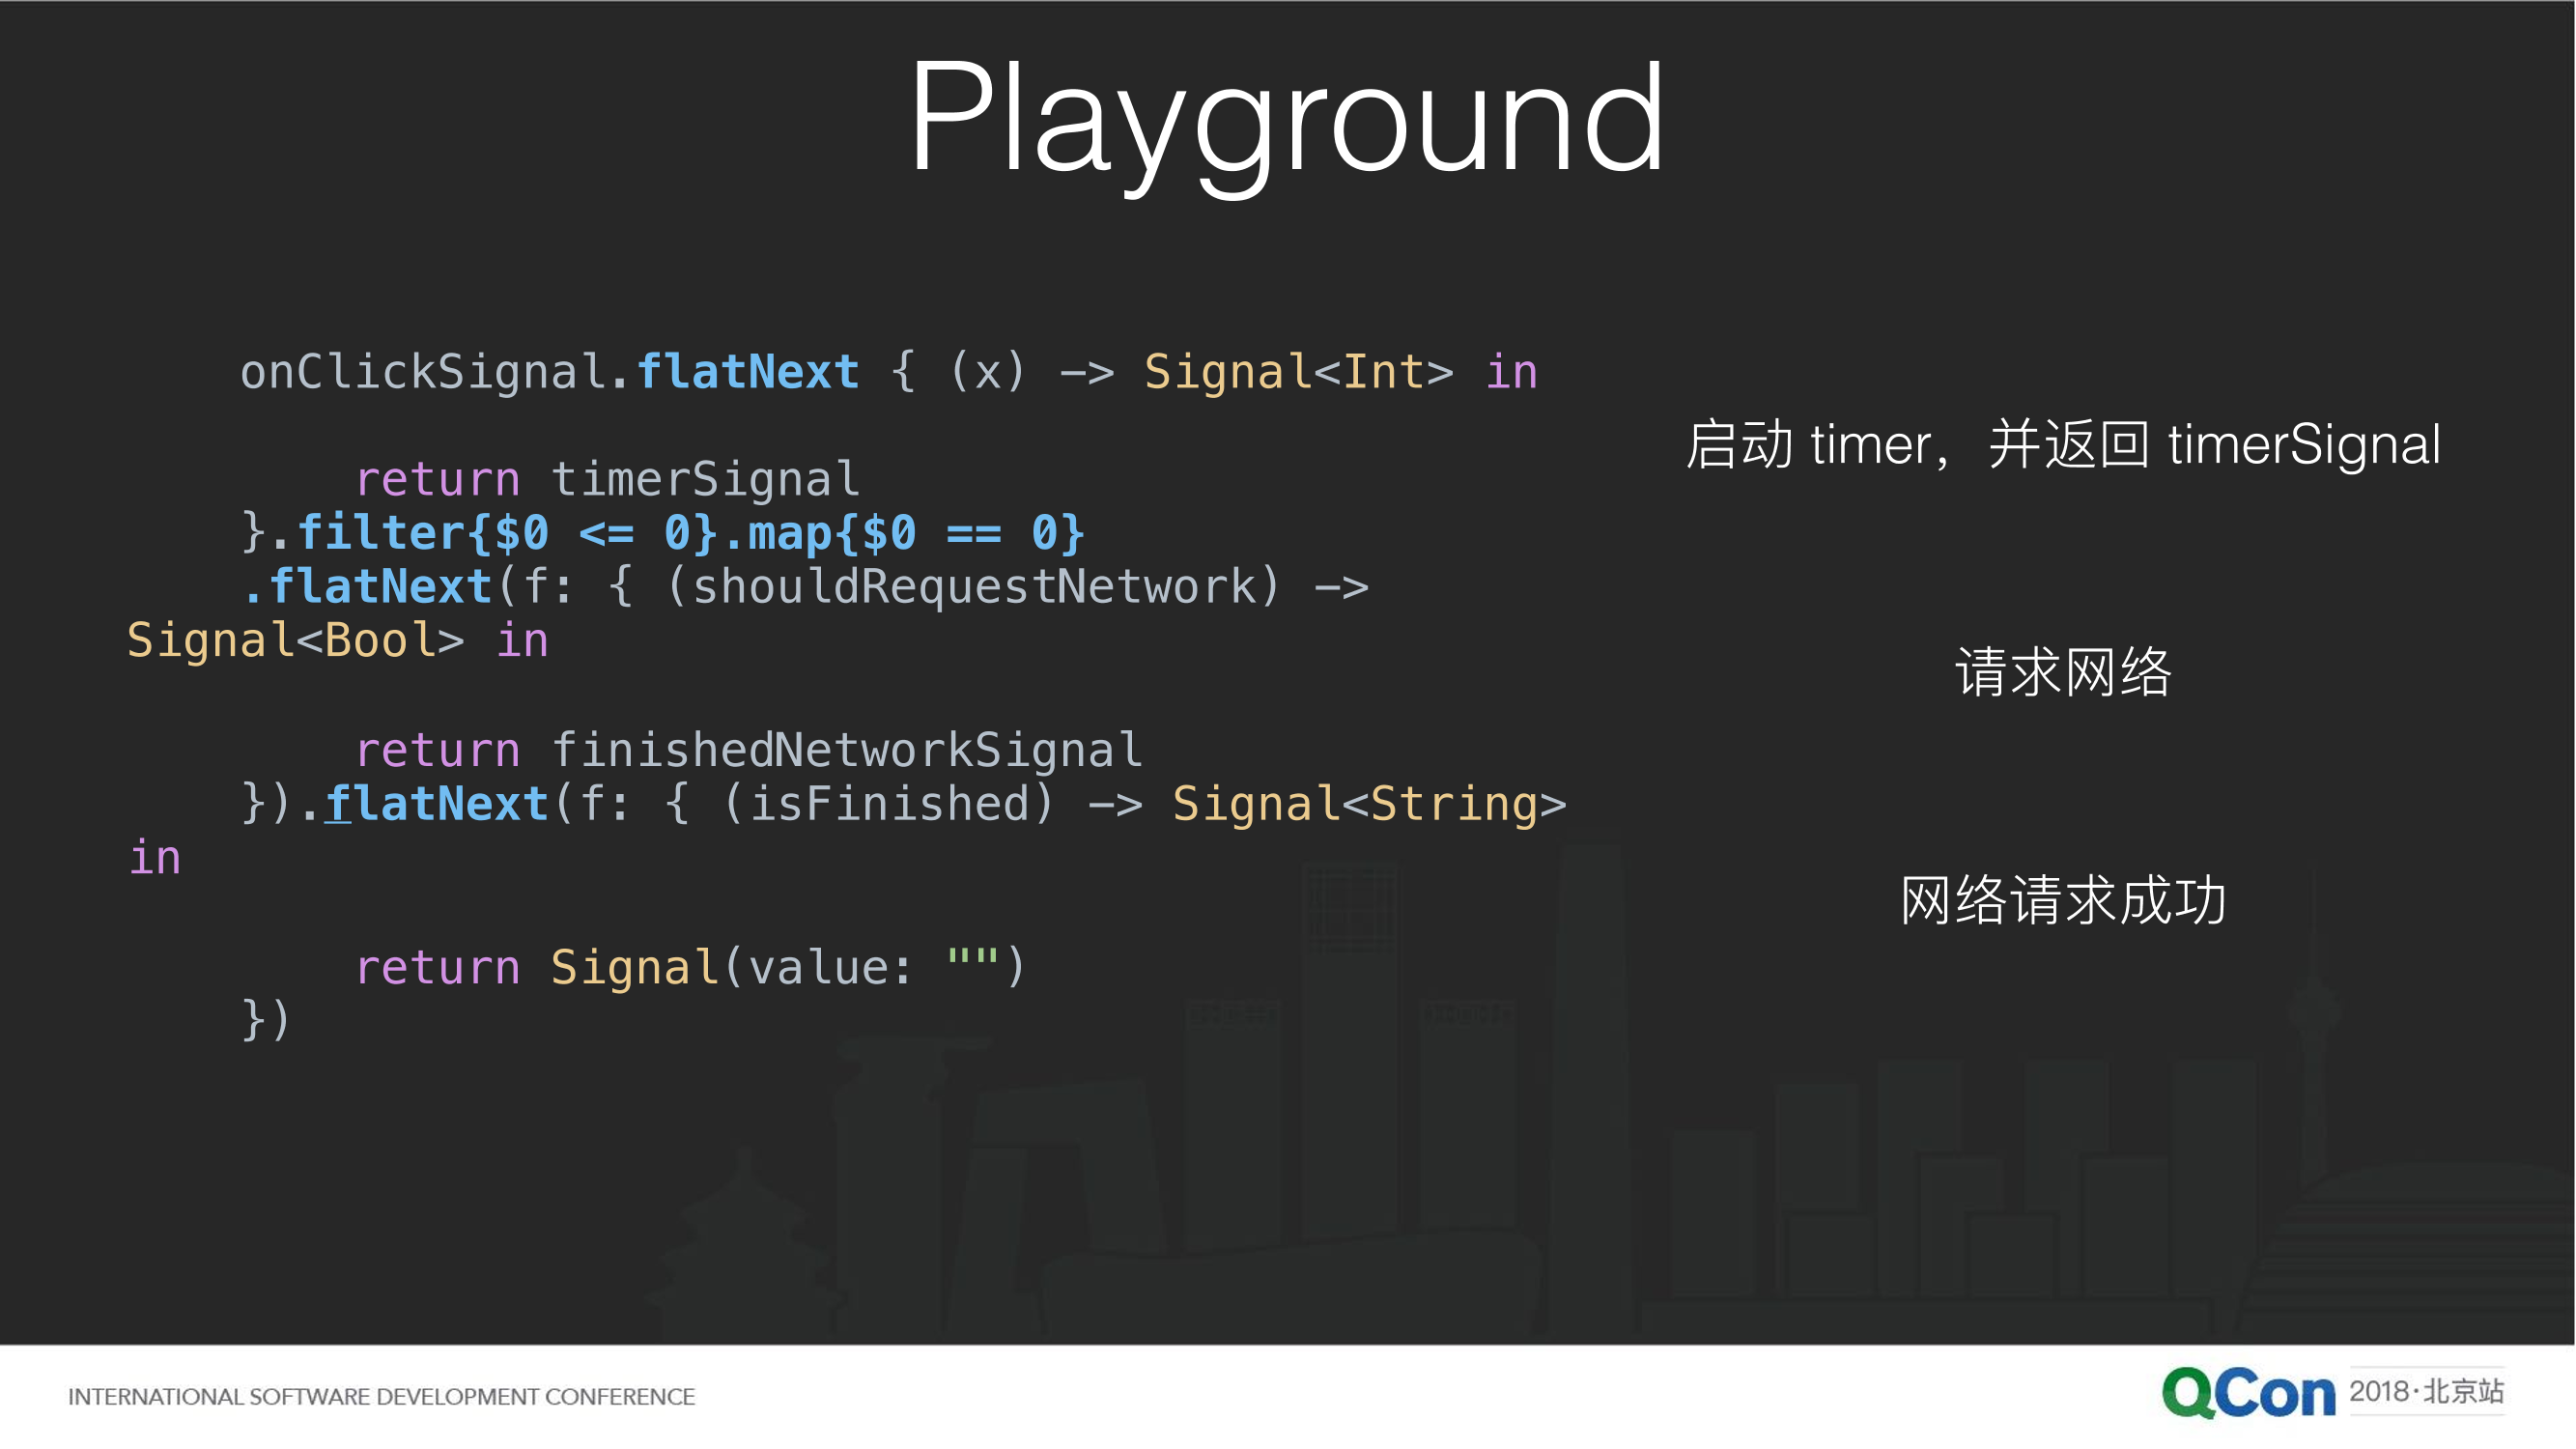 Playground
onClickSignal.flatNext { (x) -> Signal<Int> in
启动 timer，并返回 timerSignal
return timerSignal
}.filter{$0 <= 0}.map{$0 == 0}
.flatNext(f: { (shouldRequestNetwork) ->
Signal<Bool> in
请求网络
return finishedNetworkSignal
}).flatNext(f: { (isFinished) -> Signal<String>
in
网络请求成功
return Signal(value: "")
})
INTERNATIONAL SOFTWARE DEVELOPMENT CONFERENCE
QCon 2018·北京站